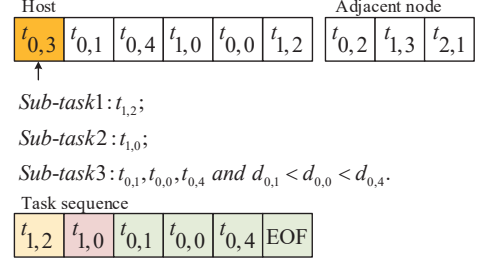 Host Adjacent node
t0,3 t0,1 t0,4 t1,0 t0,0 t1,2 t0,2 t1,3 t2,1
Sub-task1:t1,2;
Sub-task2:t1,0;
Sub-task3:t0,1,t0,0,t0,4 and d0,1<d0,0<d0,4.
Task sequence
t1,2 t1,0 t0,1 t0,0 t0,4 EOF